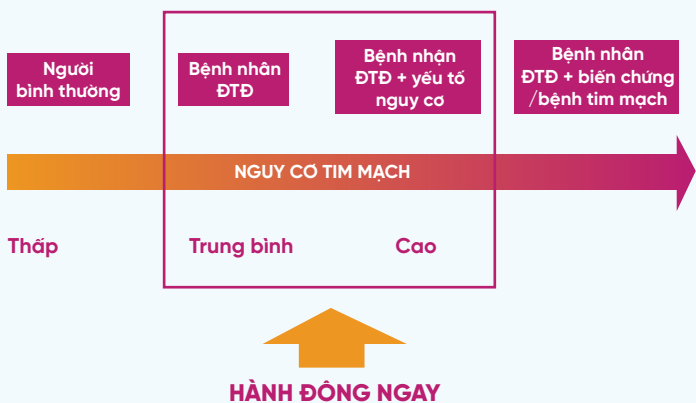 Người
bình thường
Bệnh nhân
ĐTĐ
Bệnh nhận
ĐTĐ + yếu tố
nguy cơ
Bệnh nhân
ĐTĐ + biến chứng
/bệnh tim mạch
NGUY CƠ TIM MẠCH
Thấp
Trung bình
Cao
HÀNH ĐÔNG NGAY